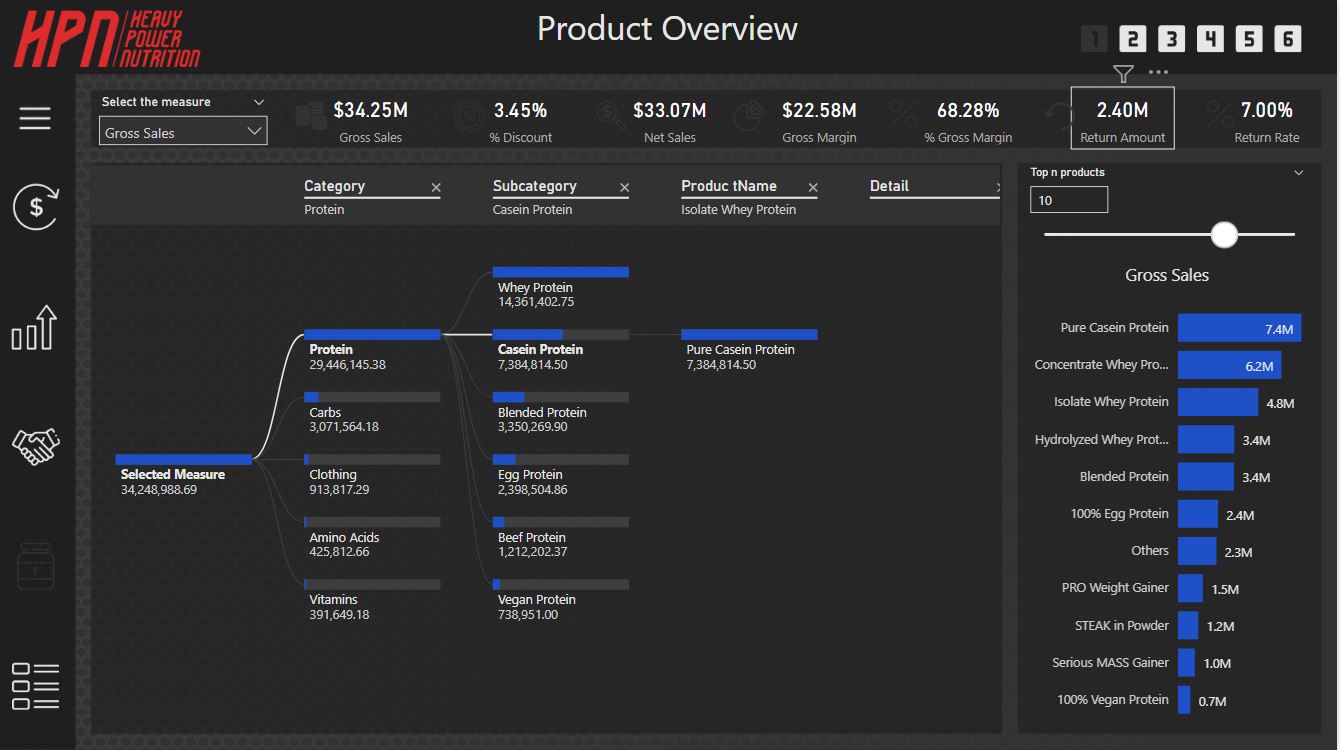 HPN
HEAVY
POWER
NUTRITION
Product Overview
1 2 3 4 5 6
Select the measure
Gross Sales
$34.25M
Gross Sales
3.45%
% Discount
$33.07M
Net Sales
$22.58M
Gross Margin
68.28%
% Gross Margin
2.40M
Return Amount
7.00%
Return Rate
Category
Protein
Subcategory
Casein Protein
Produc tName
Isolate Whey Protein
Detail
Selected Measure
34,248,988.69
Protein
29,446,145.38
Carbs
3,071,564.18
Clothing
913,817.29
Amino Acids
425,812.66
Vitamins
391,649.18
Whey Protein
14,361,402.75
Casein Protein
7,384,814.50
Blended Protein
3,350,269.90
Egg Protein
2,398,504.86
Beef Protein
1,212,202.37
Vegan Protein
738,951.00
Pure Casein Protein
7,384,814.50
Top n products
10
Gross Sales
Pure Casein Protein 7.4M
Concentrate Whey Pro... 6.2M
Isolate Whey Protein 4.8M
Hydrolyzed Whey Prot... 3.4M
Blended Protein 3.4M
100% Egg Protein 2.4M
Others 2.3M
PRO Weight Gainer 1.5M
STEAK in Powder 1.2M
Serious MASS Gainer 1.0M
100% Vegan Protein 0.7M